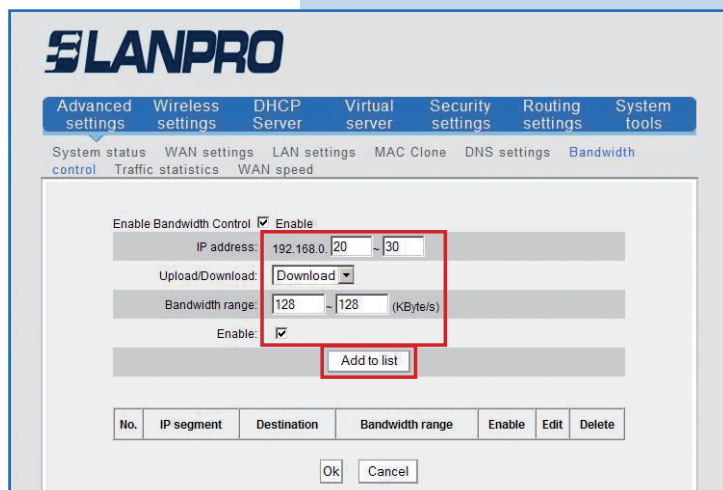 LANPRO
Advanced settings Wireless settings DHCP Server Virtual server Security settings Routing settings System tools
System status WAN settings LAN settings MAC Clone DNS settings Bandwidth
control Traffic statistics WAN speed
Enable Bandwidth Control Enable
IP address: 192.168.0. 20 ~ 30
Upload/Download: Download
Bandwidth range: 128 ~ 128 (KByte/s)
Enable:
Add to list
No. IP segment Destination Bandwidth range Enable Edit Delete
Ok Cancel